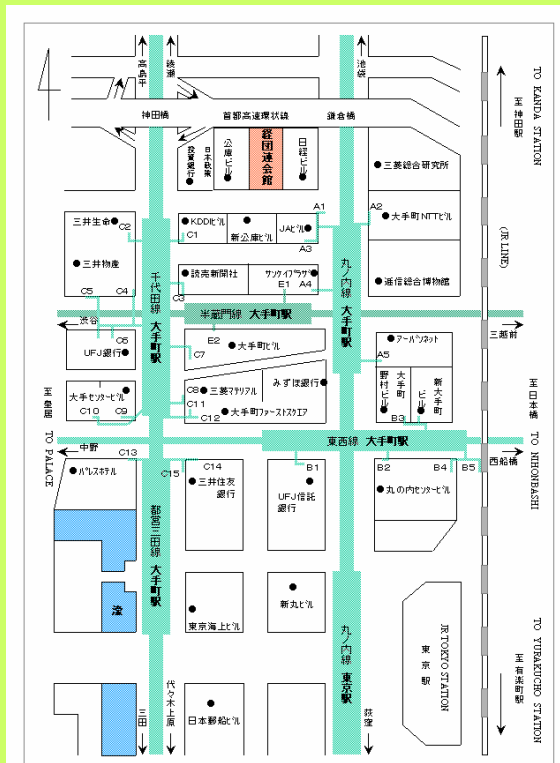 高島平
綾瀬
池袋
TO KANDA STATION
至神田駅
神田橋
首都高速環状線
鎌倉橋
投資銀行
日本政策
公庫ビル
経団連会館
日経ビル
三菱総合研究所
A1
A2
三井生命
C2
KDDIビル
C1
新公庫ビル
JAビル
A3
大手町NTTビル
(JR LINE)
三井物産
C5
C4
C3
読売新聞社
サンケイプラザ
E1
A4
逓信総合博物館
千代田線 大手町駅
丸ノ内線 大手町駅
渋谷
半蔵門線 大手町駅
三越前
C6
UFJ銀行
E2
C7
大手町ビル
アーバンネット
A5
大手センタービル
C10
C9
C8
三菱マテリアル
みずほ銀行
C11
C12
大手町ファーストスクエア
野村ビル
大手町
ビル
新大手町
B3
至皇居
TO PALACE
至日本橋
TO NIHONBASHI
中野
東西線 大手町駅
西船橋
C13
パレスホテル
C15
C14
三井住友
銀行
B1
UFJ信託
銀行
B2
B4
B5
丸の内センタービル
都営三田線 大手町駅
濠
東京海上ビル
新丸ビル
丸ノ内線 東京駅
JR TOKYO STATION
東京駅
TO YURAKUCHO STATION
至有楽町駅
三田
代々木上原
日本郵船ビル
荻窪